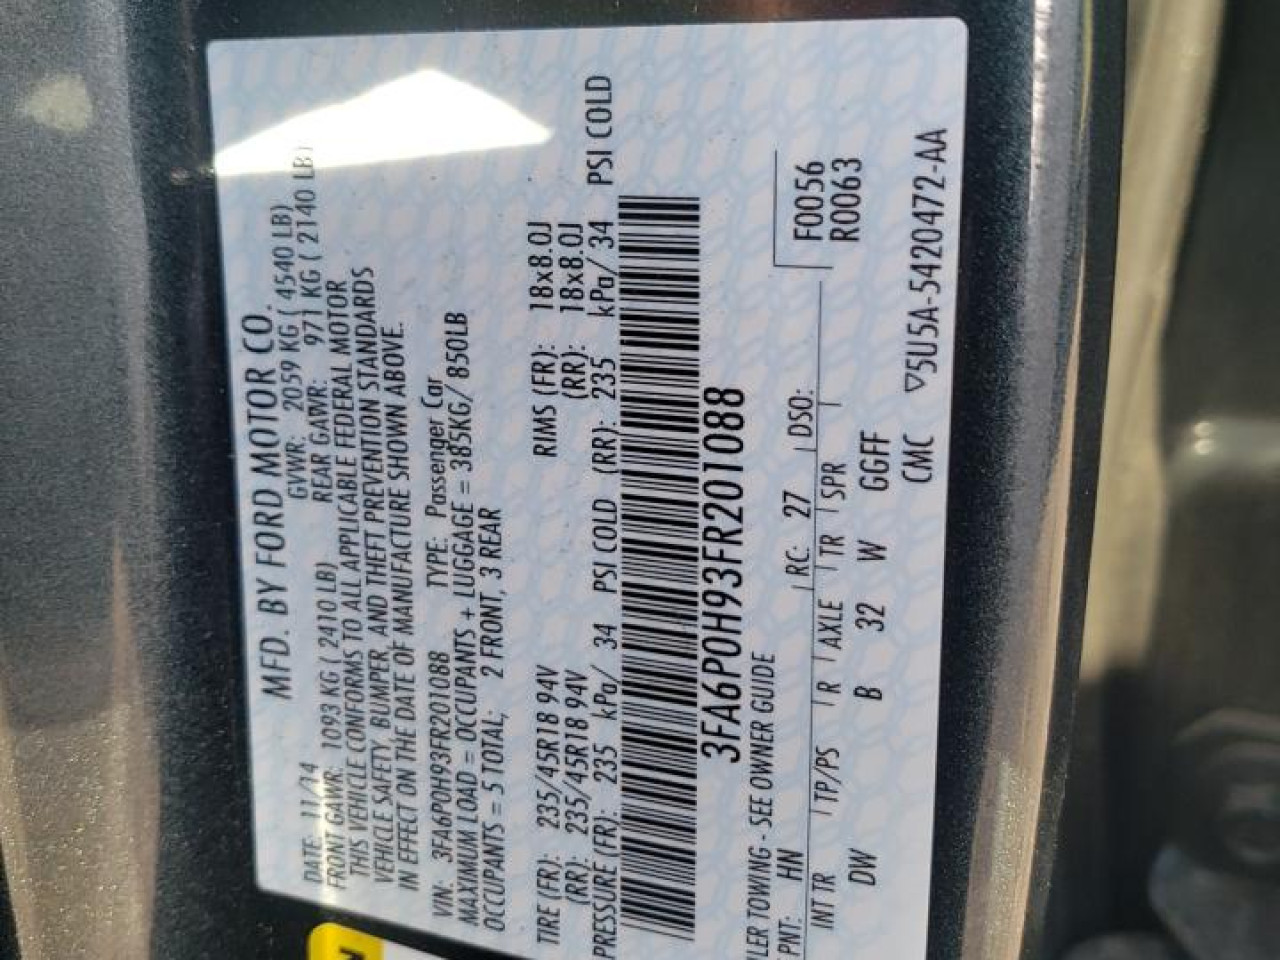 MFD. BY FORD MOTOR CO.
DATE: 11/14 GVWR: 2059 KG ( 4540 LB)
FRONT GAWR: 1093 KG ( 2410 LB) REAR GAWR: 971 KG ( 2140 LB)
THIS VEHICLE CONFORMS TO ALL APPLICABLE FEDERAL MOTOR
VEHICLE SAFETY, BUMPER, AND THEFT PREVENTION STANDARDS
IN EFFECT ON THE DATE OF MANUFACTURE SHOWN ABOVE.
VIN: 3FA6P0H93FR201088 TYPE: Passenger Car
MAXIMUM LOAD = OCCUPANTS + LUGGAGE = 385KG/ 850LB
OCCUPANTS = 5 TOTAL; 2 FRONT, 3 REAR
TIRE (FR): 235/45R18 94V RIMS (FR): 18x8.0J
(RR): 235/45R18 94V (RR): 18x8.0J
PRESSURE (FR): 235 kPa/ 34 PSI COLD (RR): 235 kPa/ 34 PSI COLD
3FA6P0H93FR201088
LER TOWING - SEE OWNER GUIDE
PNT: HN RC: 27 DSO: F0056
R0063
INT TR TP/PS R AXLE TR SPR
DW B 32 W GGFF
CMC ▽5U5A-5420472-AA